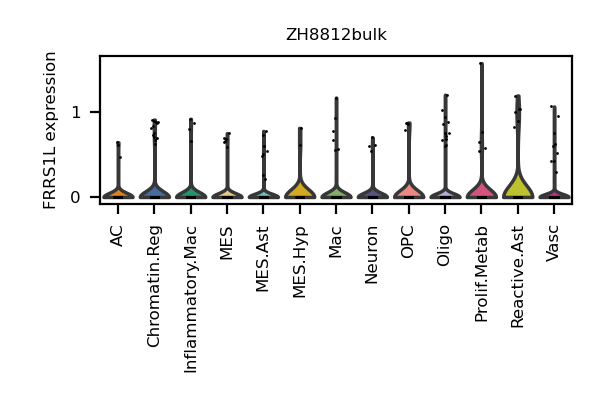 ZH8812bulk
FRRS1L expression
1
0
AC
Chromatin.Reg
Inflammatory.Mac
MES
MES.Ast
MES.Hyp
Mac
Neuron
OPC
Oligo
Prolif.Metab
Reactive.Ast
Vasc